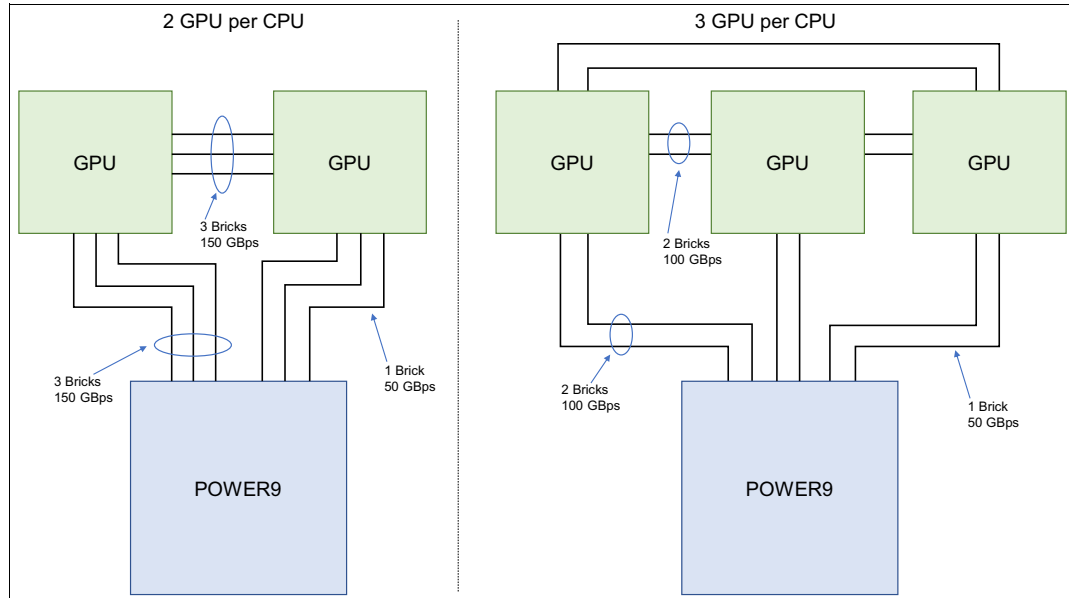 2 GPU per CPU
GPU
GPU
3 Bricks
150 GBps
3 Bricks
150 GBps
1 Brick
50 GBps
POWER9
3 GPU per CPU
GPU
GPU
GPU
2 Bricks
100 GBps
2 Bricks
100 GBps
1 Brick
50 GBps
POWER9